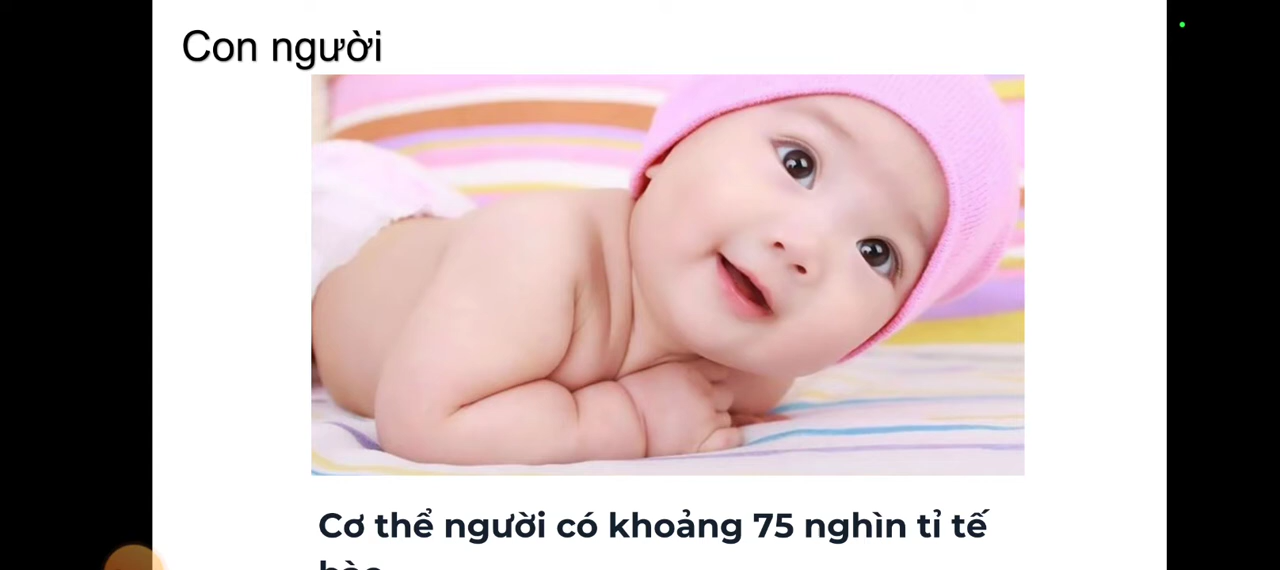 Con người
Cơ thể người có khoảng 75 nghìn tỉ tế